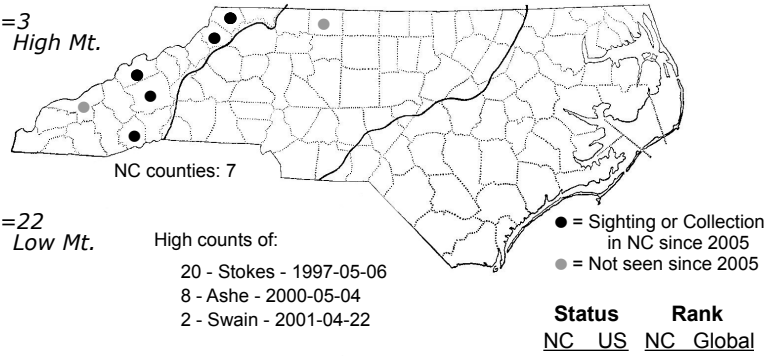 =3
High Mt.
NC counties: 7
=22
Low Mt.
High counts of:
20 - Stokes - 1997-05-06
8 - Ashe - 2000-05-04
2 - Swain - 2001-04-22
= Sighting or Collection
in NC since 2005
= Not seen since 2005
Status Rank
NC US NC Global